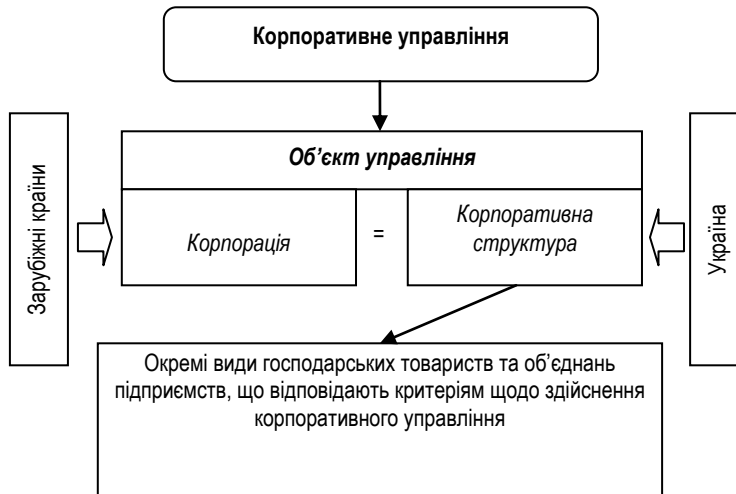 Корпоративне управління
Об’єкт управління
Зарубіжні країни
Корпорація
=
Корпоративна
структура
Україна
Окремі види господарських товариств та об’єднань
підприємств, що відповідають критеріям щодо здійснення
корпоративного управління